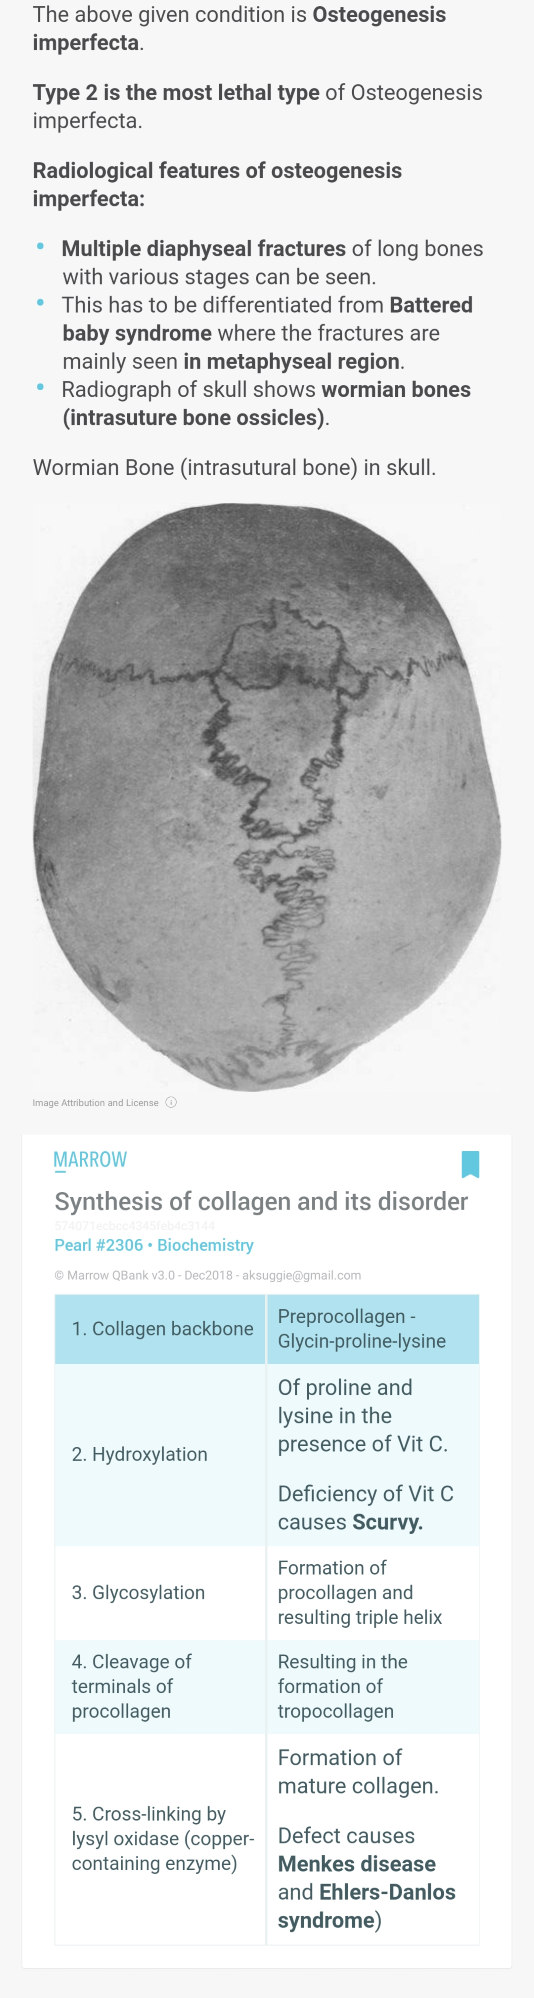 The above given condition is Osteogenesis
imperfecta.
Type 2 is the most lethal type of Osteogenesis
imperfecta.
Radiological features of osteogenesis
imperfecta:
• Multiple diaphyseal fractures of long bones
with various stages can be seen.
• This has to be differentiated from Battered
baby syndrome where the fractures are
mainly seen in metaphyseal region.
• Radiograph of skull shows wormian bones
(intrasuture bone ossicles).
Wormian Bone (intrasutural bone) in skull.
Image Attribution and License
MARROW
Synthesis of collagen and its disorder
574071ecbcc4345feb4c3144
Pearl #2306 • Biochemistry
© Marrow QBank v3.0 - Dec2018 - aksuggie@gmail.com
1. Collagen backbone
Preprocollagen -
Glycin-proline-lysine
2. Hydroxylation
Of proline and
lysine in the
presence of Vit C.
Deficiency of Vit C
causes Scurvy.
3. Glycosylation
Formation of
procollagen and
resulting triple helix
4. Cleavage of
terminals of
procollagen
Resulting in the
formation of
tropocollagen
5. Cross-linking by
lysyl oxidase (copper-
containing enzyme)
Formation of
mature collagen.
Defect causes
Menkes disease
and Ehlers-Danlos
syndrome)